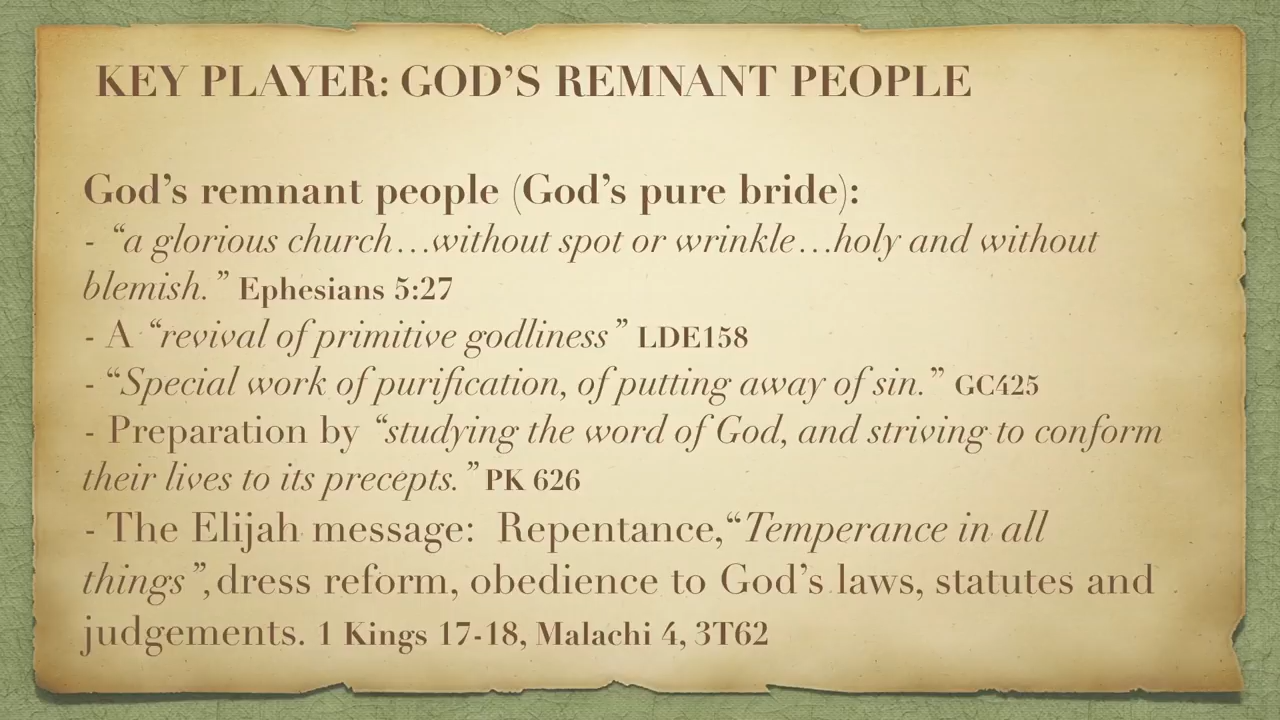 KEY PLAYER: GOD’S REMNANT PEOPLE
God’s remnant people (God’s pure bride):
- “a glorious church…without spot or wrinkle…holy and without
blemish.” Ephesians 5:27
- A “revival of primitive godliness” LDE158
- “Special work of purification, of putting away of sin.” GC425
- Preparation by “studying the word of God, and striving to conform
their lives to its precepts.” PK 626
- The Elijah message: Repentance,“Temperance in all
things”,dress reform, obedience to God’s laws, statutes and
judgements. 1 Kings 17-18, Malachi 4, 3T62